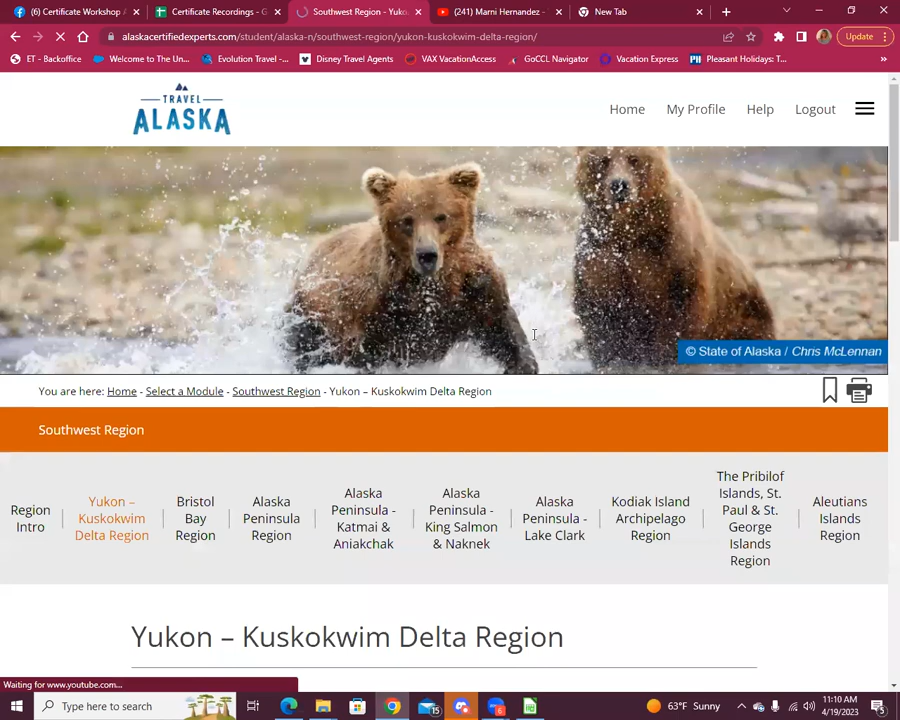 (6) Certificate Workshop A
Certificate Recordings - G
Southwest Region - Yuko
(241) Marni Hernandez -
New Tab
alaskacertifiedexperts.com/student/alaska-n/southwest-region/yukon-kuskokwim-delta-region/
Update
ET - Backoffice
Welcome to The Un...
Evolution Travel -...
Disney Travel Agents
VAX VacationAccess
GoCCL Navigator
Vacation Express
Pleasant Holidays: T...
TRAVEL
ALASKA
Home
My Profile
Help
Logout
© State of Alaska / Chris McLennan
You are here: Home - Select a Module - Southwest Region - Yukon – Kuskokwim Delta Region
Southwest Region
Region
Intro
Yukon –
Kuskokwim
Delta Region
Bristol
Bay
Region
Alaska
Peninsula
Region
Alaska
Peninsula -
Katmai &
Aniakchak
Alaska
Peninsula -
King Salmon
& Naknek
Alaska
Peninsula -
Lake Clark
Kodiak Island
Archipelago
Region
The Pribilof
Islands, St.
Paul & St.
George
Islands
Region
Aleutians
Islands
Region
Yukon – Kuskokwim Delta Region
Waiting for www.youtube.com...
Type here to search
15
6
63°F Sunny
11:10 AM
4/19/2023
5